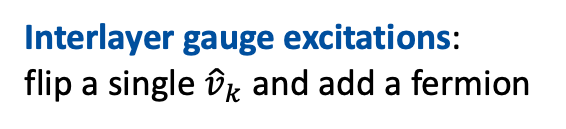 Interlayer gauge excitations:
flip a single v̂ₖ and add a fermion